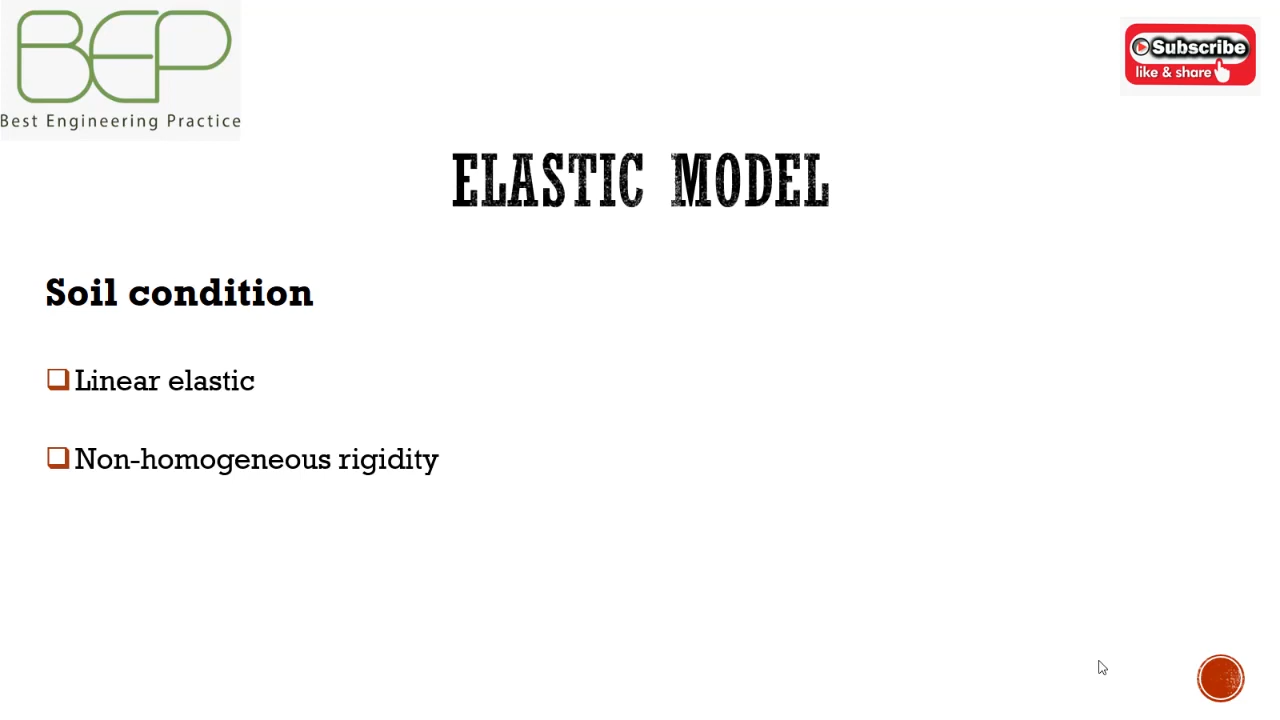 BEP
Best Engineering Practice
Subscribe
like & share
ELASTIC MODEL
Soil condition
Linear elastic
Non-homogeneous rigidity